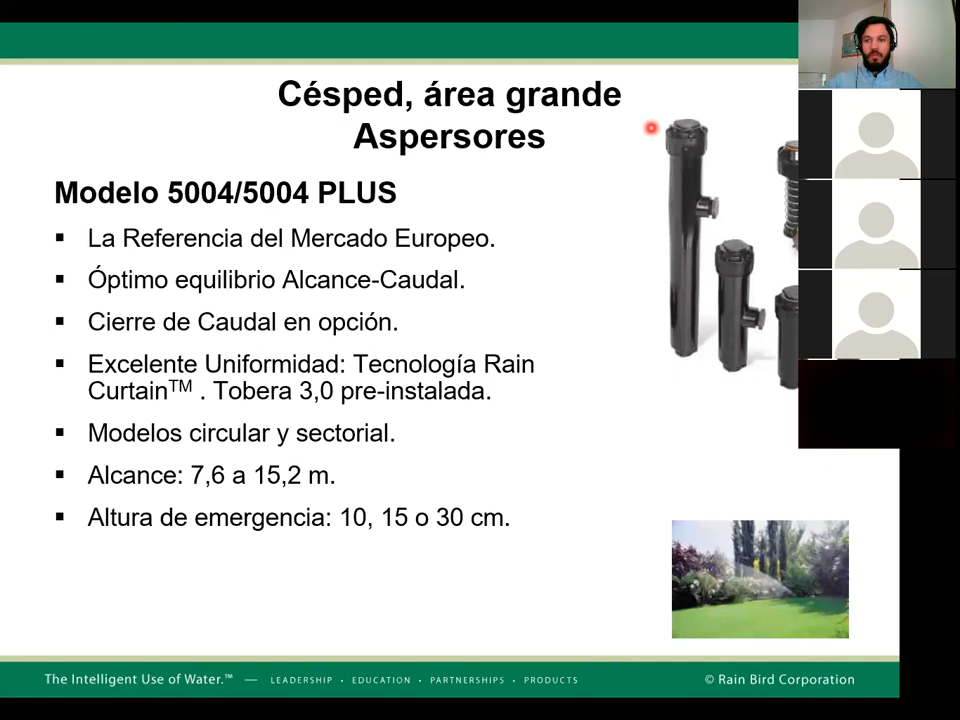 Césped, área grande
Aspersores
Modelo 5004/5004 PLUS
▪ La Referencia del Mercado Europeo.
▪ Óptimo equilibrio Alcance-Caudal.
▪ Cierre de Caudal en opción.
▪ Excelente Uniformidad: Tecnología Rain
Curtain™ . Tobera 3,0 pre-instalada.
▪ Modelos circular y sectorial.
▪ Alcance: 7,6 a 15,2 m.
▪ Altura de emergencia: 10, 15 o 30 cm.
The Intelligent Use of Water.™ — LEADERSHIP • EDUCATION • PARTNERSHIPS • PRODUCTS
© Rain Bird Corporation